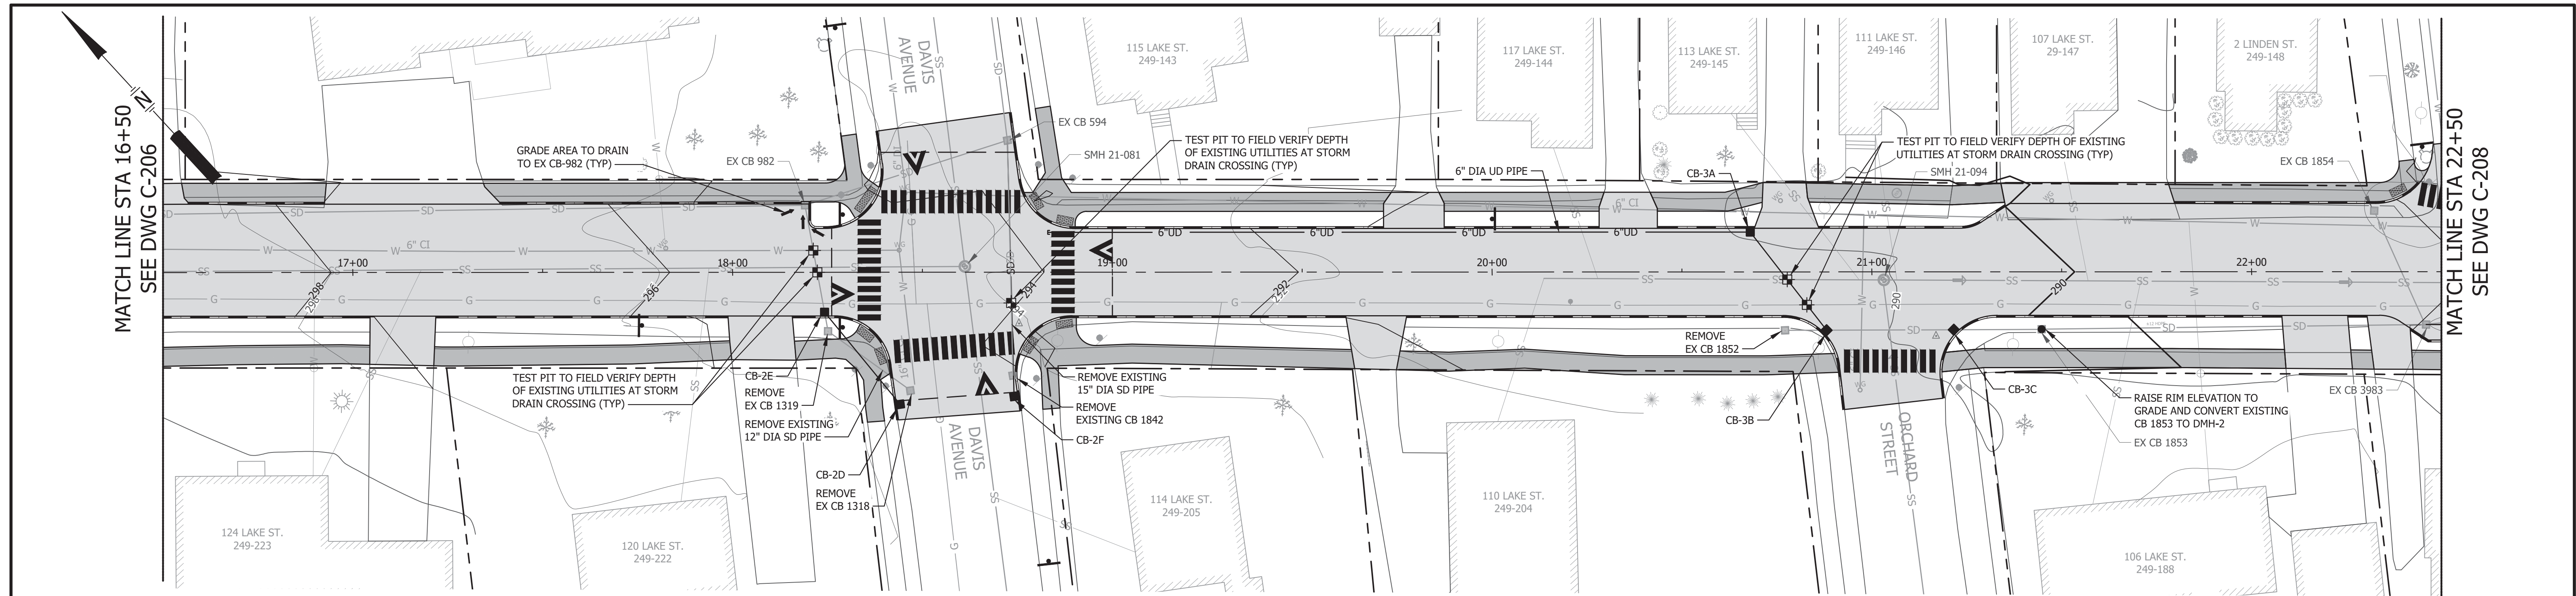 N
MATCH LINE STA 16+50
SEE DWG C-206
MATCH LINE STA 22+50
SEE DWG C-208
DAVIS
AVENUE
115 LAKE ST.
249-143
117 LAKE ST.
249-144
113 LAKE ST.
249-145
111 LAKE ST.
249-146
107 LAKE ST.
29-147
2 LINDEN ST.
249-148
GRADE AREA TO DRAIN
TO EX CB-982 (TYP)
EX CB 982
EX CB 594
SMH 21-081
TEST PIT TO FIELD VERIFY DEPTH
OF EXISTING UTILITIES AT STORM
DRAIN CROSSING (TYP)
6" DIA UD PIPE
CB-3A
TEST PIT TO FIELD VERIFY DEPTH OF EXISTING
UTILITIES AT STORM DRAIN CROSSING (TYP)
SMH 21-094
EX CB 1854
6" CI
6" CI
6"UD
6"UD
6"UD
6"UD
17+00
18+00
19+00
20+00
21+00
22+00
298
298
296
296
294
294
292
292
290
290
TEST PIT TO FIELD VERIFY DEPTH
OF EXISTING UTILITIES AT STORM
DRAIN CROSSING (TYP)
CB-2E
REMOVE
EX CB 1319
REMOVE EXISTING
12" DIA SD PIPE
CB-2D
REMOVE
EX CB 1318
REMOVE EXISTING
15" DIA SD PIPE
REMOVE
EXISTING CB 1842
CB-2F
DAVIS
AVENUE
REMOVE
EX CB 1852
CB-3B
CB-3C
ORCHARD
STREET
RAISE RIM ELEVATION TO
GRADE AND CONVERT EXISTING
CB 1853 TO DMH-2
EX CB 1853
EX CB 3983
124 LAKE ST.
249-223
120 LAKE ST.
249-222
114 LAKE ST.
249-205
110 LAKE ST.
249-204
106 LAKE ST.
249-188